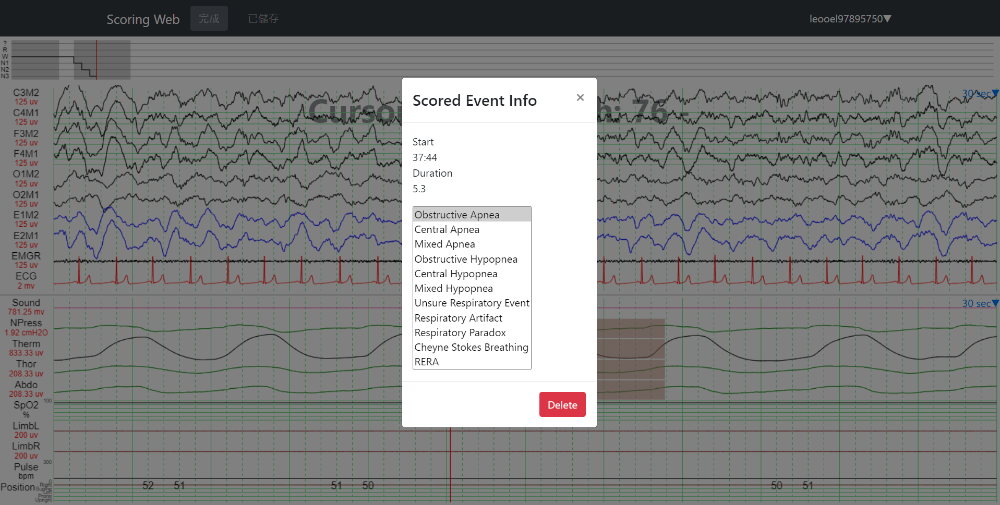 Scoring Web 完成 已儲存 leooel97895750▼
?
R
W
N1
N2
N3
C3M2
125 uv
30 sec▼
C4M1
125 uv
F3M2
125 uv
F4M1
125 uv
O1M2
125 uv
O2M1
125 uv
E1M2
125 uv
E2M1
125 uv
EMGR
125 uv
ECG
2 mv
Scored Event Info ×
Start
37:44
Duration
5.3
Obstructive Apnea
Central Apnea
Mixed Apnea
Obstructive Hypopnea
Central Hypopnea
Mixed Hypopnea
Unsure Respiratory Event
Respiratory Artifact
Respiratory Paradox
Cheyne Stokes Breathing
RERA
Delete
Sound
781.25 mv
30 sec▼
NPress
1.92 cmH2O
Therm
833.33 uv
Thor
208.33 uv
Abdo
208.33 uv
SpO2 100
%
LimbL
200 uv
LimbR
200 uv
Pulse 300
bpm
0
Position
Right
Supine
Left
Prone
Upright
52 51 51 50 50 51
76 -